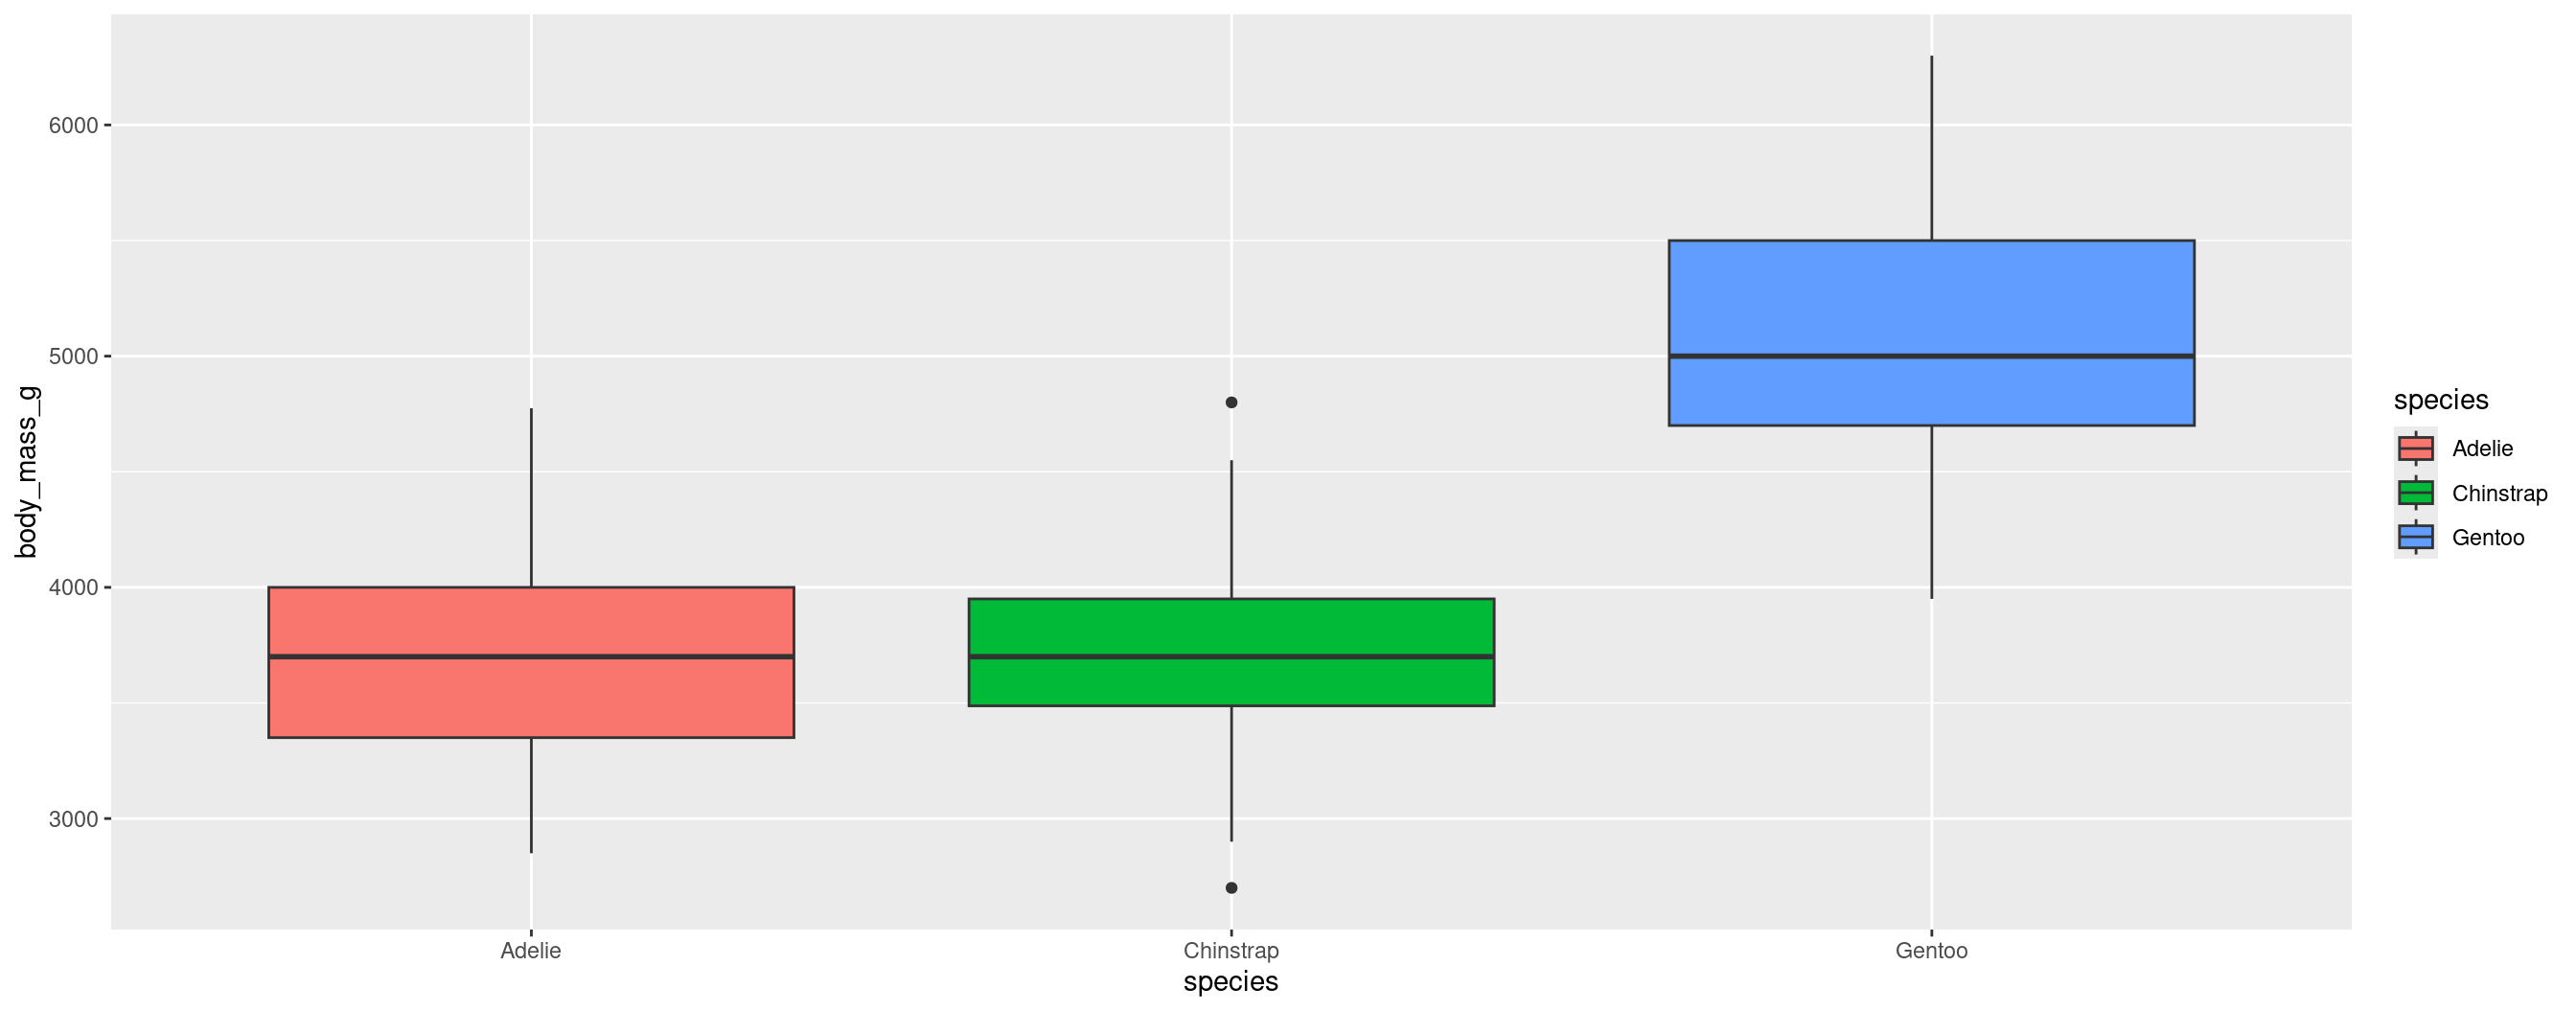 6000
5000
4000
3000
body_mass_g
Adelie
Chinstrap
Gentoo
species
species
Adelie
Chinstrap
Gentoo